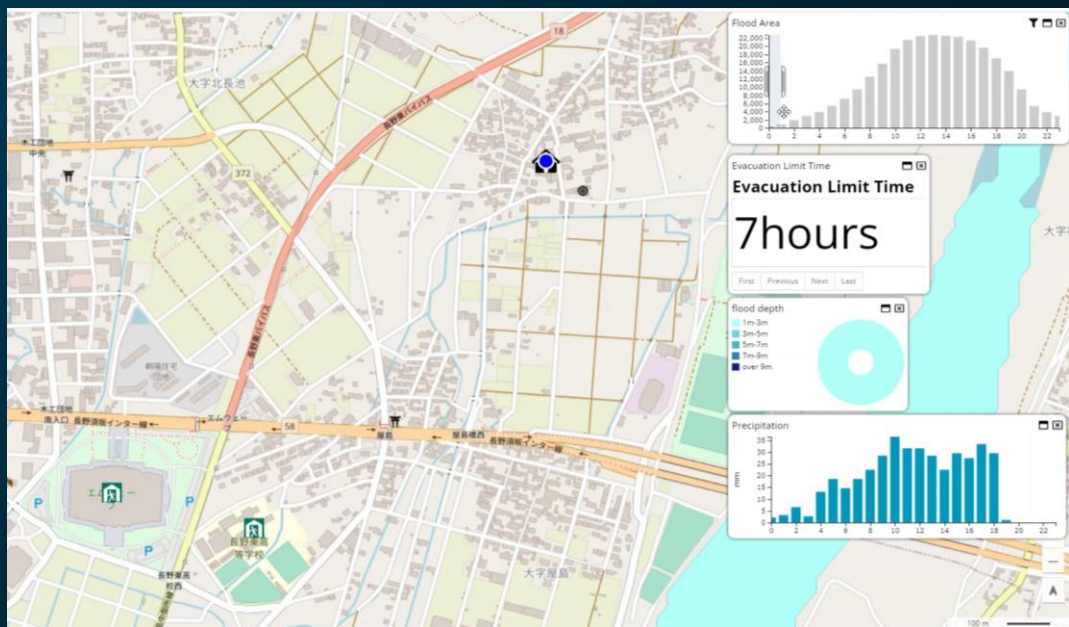 18
大字北長池
長野東バイパス
木工団地
中央
372
長野東バイパス
朝陽住宅
団地
木工団地
南入口
長野須坂インター線
エムウェーブ
58
屋島
屋島橋西
長野須坂インター線
P
P
P
エムウェーブ
長野東高
等学校
長野東高
校西
大字屋島
Flood Area
22,000
20,000
18,000
16,000
14,000
12,000
10,000
8,000
6,000
4,000
2,000
0
0 2 4 6 8 10 12 14 16 18 20 22
Evacuation Limit Time
Evacuation Limit Time
7hours
First Previous Next Last
flood depth
1m-3m
3m-5m
5m-7m
7m-9m
over 9m
Precipitation
mm
35
30
25
20
15
10
5
0
0 2 4 6 8 10 12 14 16 18 20 22
100 m